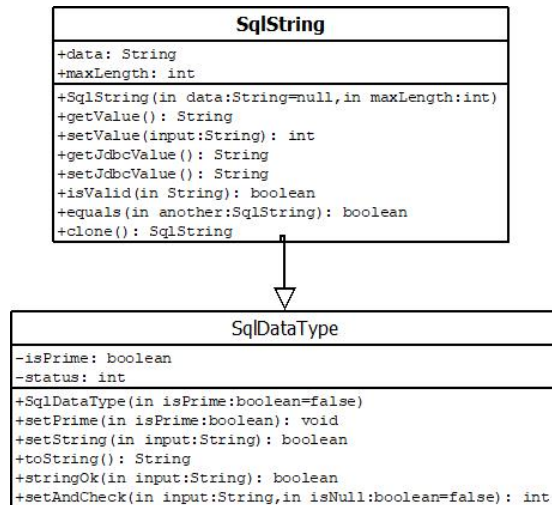 SqlString
+data: String
+maxLength: int
+SqlString(in data:String=null,in maxLength:int)
+getValue(): String
+setValue(input:String): int
+getJdbcValue(): String
+setJdbcValue(): String
+isValid(in String): boolean
+equals(in another:SqlString): boolean
+clone(): SqlString
SqlDataType
-isPrime: boolean
-status: int
+SqlDataType(in isPrime:boolean=false)
+setPrime(in isPrime:boolean): void
+setString(in input:String): boolean
+toString(): String
+stringOk(in input:String): boolean
+setAndCheck(in input:String,in isNull:boolean=false): int